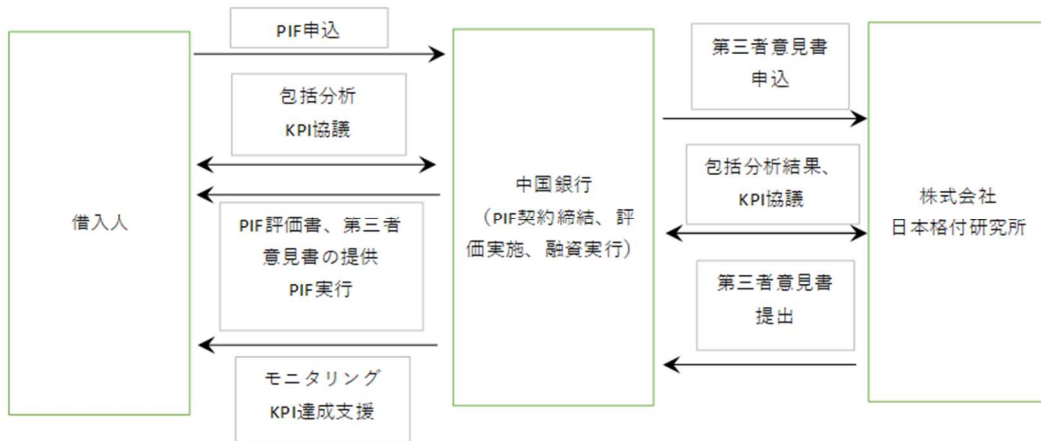 借入人
PIF申込
包括分析
KPI協議
PIF評価書、第三者
意見書の提供
PIF実行
モニタリング
KPI達成支援
中国銀行
（PIF契約締結、評
価実施、融資実行）
第三者意見書
申込
包括分析結果、
KPI協議
第三者意見書
提出
株式会社
日本格付研究所